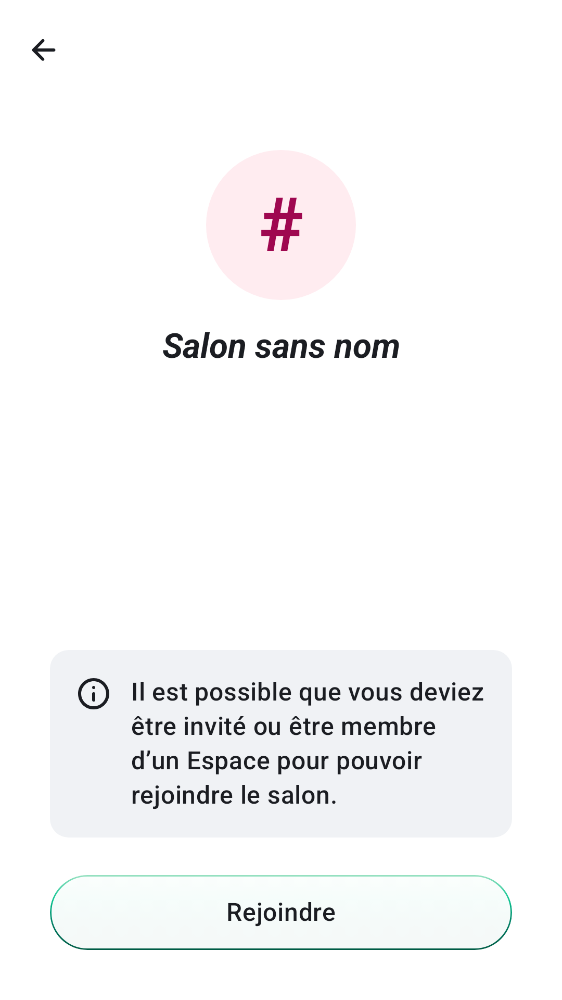 #
Salon sans nom
Il est possible que vous deviez
être invité ou être membre
d’un Espace pour pouvoir
rejoindre le salon.
Rejoindre